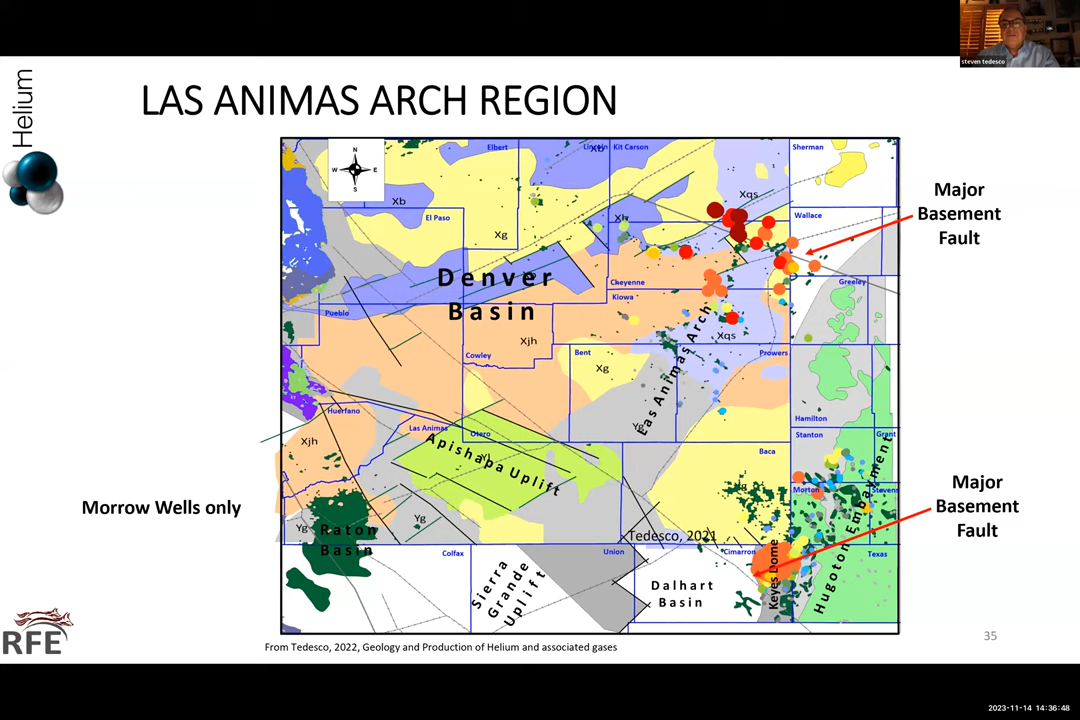 steven tedesco
Helium
LAS ANIMAS ARCH REGION
N
W
E
S
Elbert
Lincoln
Xb
Kit Carson
Sherman
Xqs
Xb
El Paso
Xb
Wallace
Xg
Major
Basement
Fault
Denver
Basin
Cheyenne
Kiowa
Greeley
Pueblo
Xjh
Xqs
Cowley
Bent
Prowers
Xg
Las Animas Arch
Yg
Huerfano
Hamilton
Las Animas
Otero
Stanton
Grant
Xjh
Apishapa Uplift
Baca
Morton
Stevens
Major
Basement
Fault
Morrow Wells only
Yg
Yg
Raton
Basin
Tedesco, 2021
Colfax
Union
Cimarron
Texas
Sierra
Grande
Uplift
Dalhart
Basin
Keyes Dome
Hugoton Embayment
RFE
From Tedesco, 2022, Geology and Production of Helium and associated gases
35
2023-11-14 14:36:48